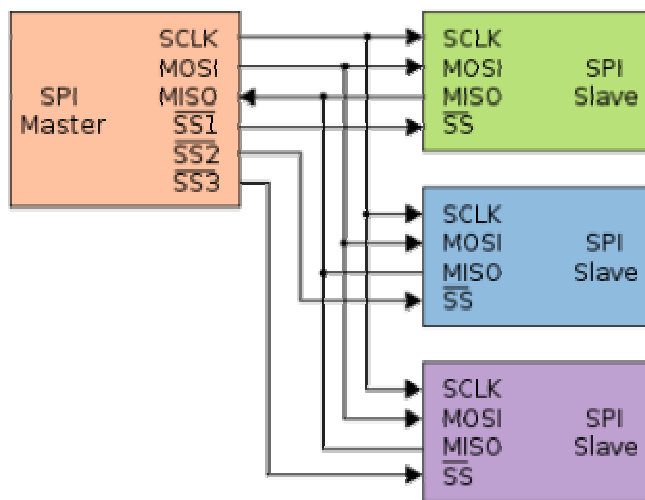 SCLK
MOSI
SPI MISO
Master SS1
SS2
SS3
SCLK
MOSI SPI
MISO Slave
SS
SCLK
MOSI SPI
MISO Slave
SS
SCLK
MOSI SPI
MISO Slave
SS